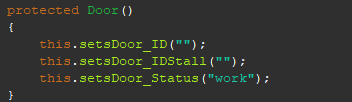 protected Door()
{
this.setsDoor_ID("");
this.setsDoor_IDStall("");
this.setsDoor_Status("work");
}